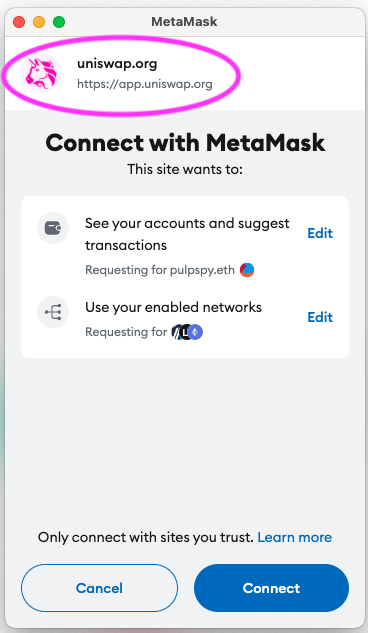 MetaMask
uniswap.org
https://app.uniswap.org
Connect with MetaMask
This site wants to:
See your accounts and suggest
transactions
Edit
Requesting for pulpspy.eth
Use your enabled networks
Edit
Requesting for
Only connect with sites you trust. Learn more
Cancel
Connect